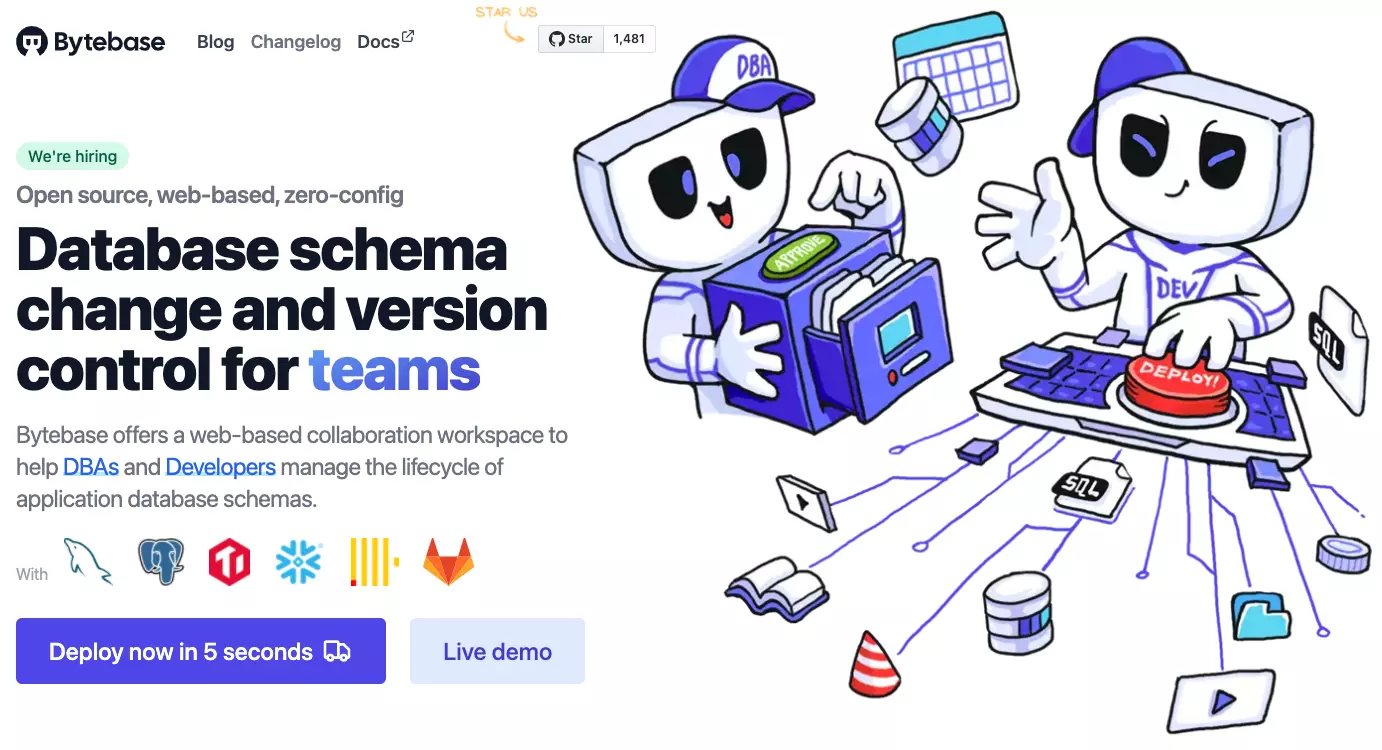 STAR US
Bytebase
Blog
Changelog
Docs
Star
1,481
We're hiring
Open source, web-based, zero-config
Database schema
change and version
control for teams
Bytebase offers a web-based collaboration workspace to
help DBAs and Developers manage the lifecycle of
application database schemas.
With
Deploy now in 5 seconds
Live demo
DBA
APPROVE
DEV
DEPLOY!
SQL
SQL